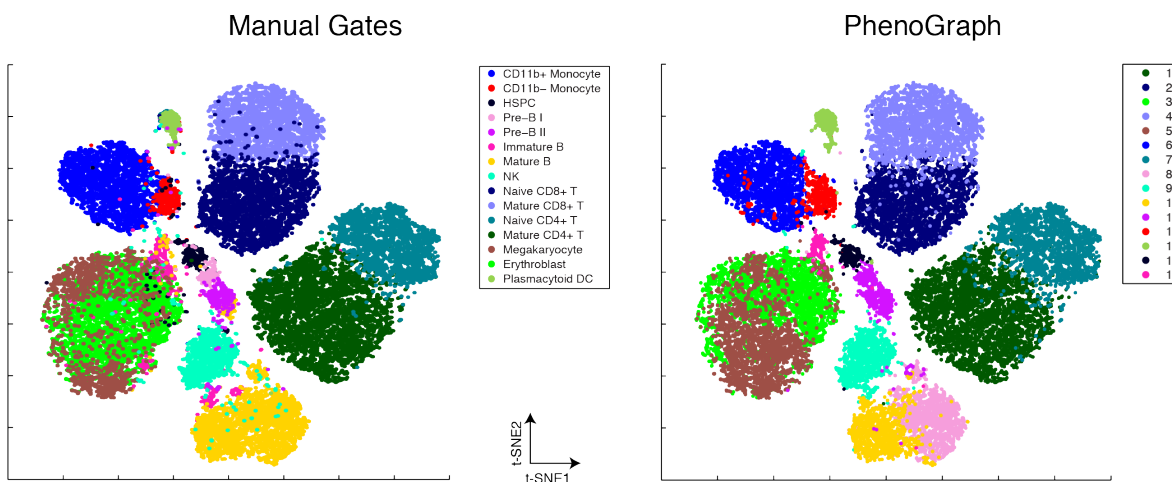 Manual Gates
PhenoGraph
CD11b+ Monocyte
CD11b− Monocyte
HSPC
Pre−B I
Pre−B II
Immature B
Mature B
NK
Naive CD8+ T
Mature CD8+ T
Naive CD4+ T
Mature CD4+ T
Megakaryocyte
Erythroblast
Plasmacytoid DC
1
2
3
4
5
6
7
8
9
1
1
1
1
1
1
t-SNE2
t-SNE1